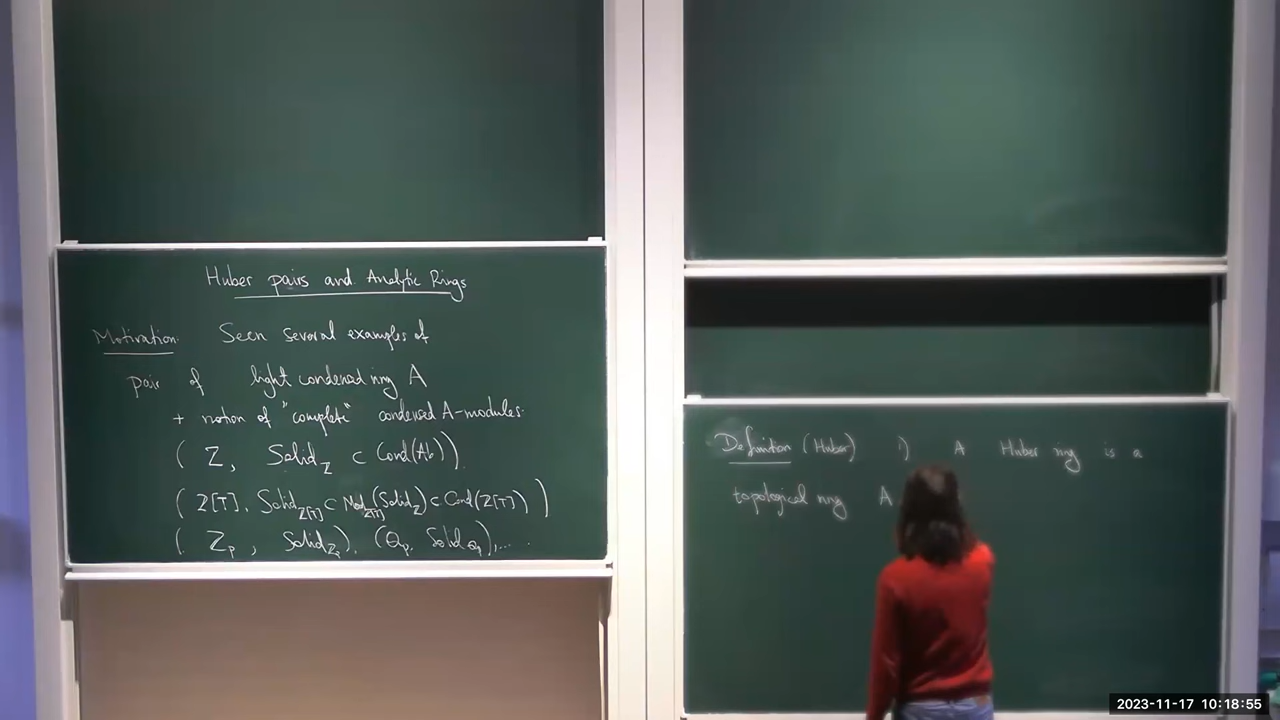 Huber pairs and Analytic Rings
Motivation: Seen several examples of
pair of light condensed ring A
+ notion of "complete" condensed A-modules.
( Z, Solid_Z ⊂ Cond(Ab) ).
( Z[T], Solid_Z[T] ⊂ Mod_Z[T](Solid_Z) ⊂ Cond(Z[T]) )
( Z_p, Solid_Z_p ), (Q_p, Solid_Q_p), ...
Definition (Huber) 1) A Huber ring is a
topological ring A
2023-11-17 10:18:55